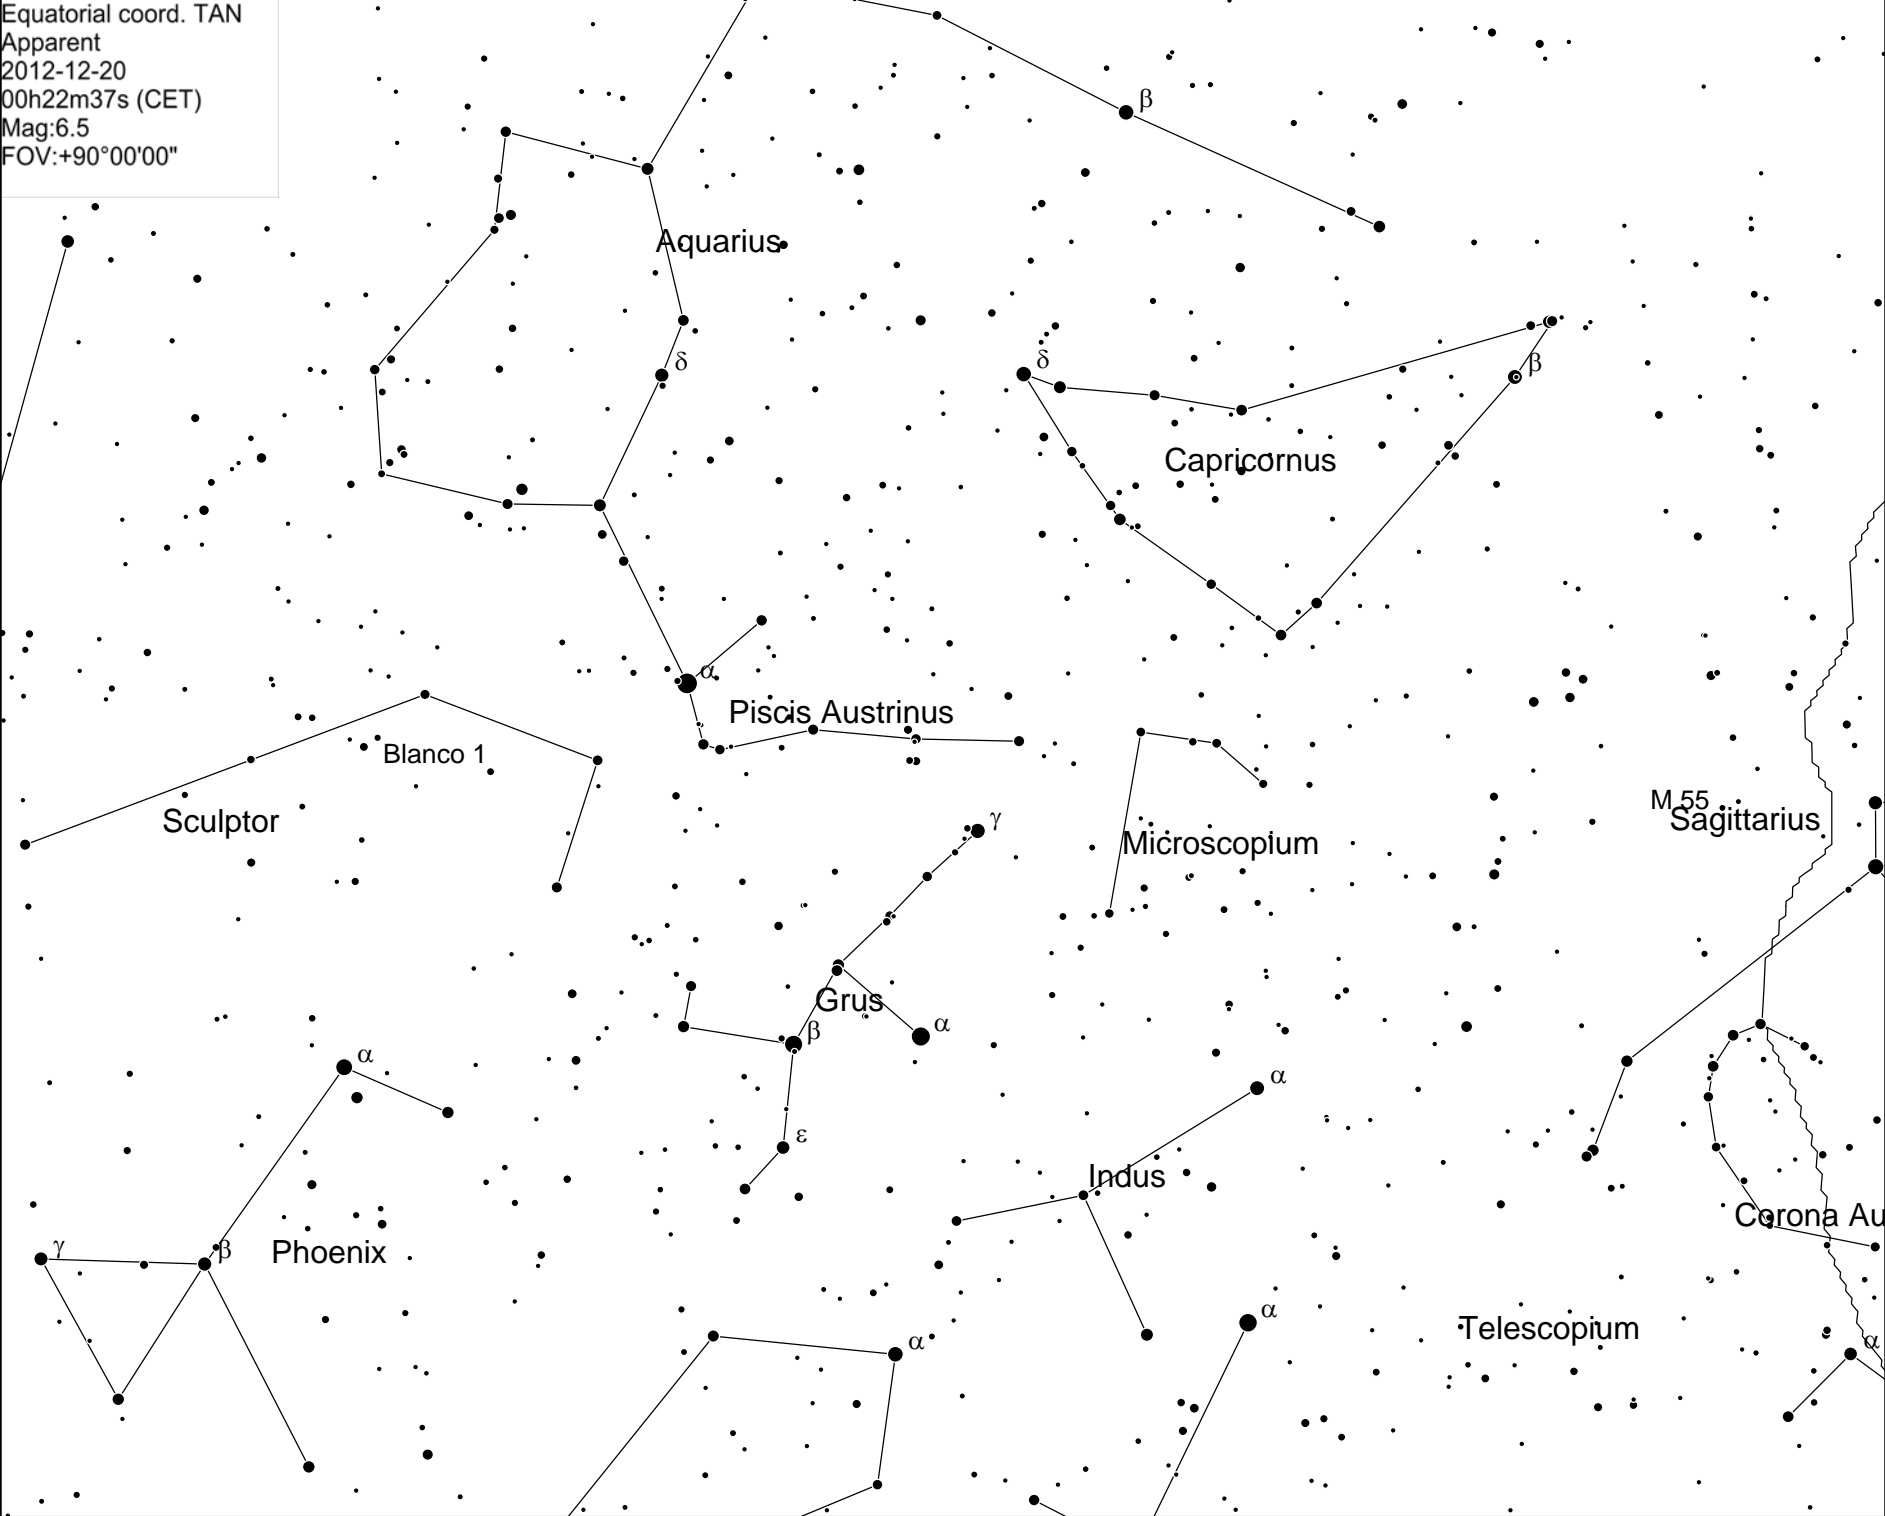 Equatorial coord. TAN
Apparent
2012-12-20
00h22m37s (CET)
Mag:6.5
FOV:+90°00'00"
β
Aquarius
δ
δ
β
Capricornus
α
Piscis Austrinus
Blanco 1
Sculptor
γ
Microscopium
M 55
Sagittarius
Grus
β
α
α
α
ε
Indus
Phoenix
γ
β
Corona Au
α
Telescopium
α
α